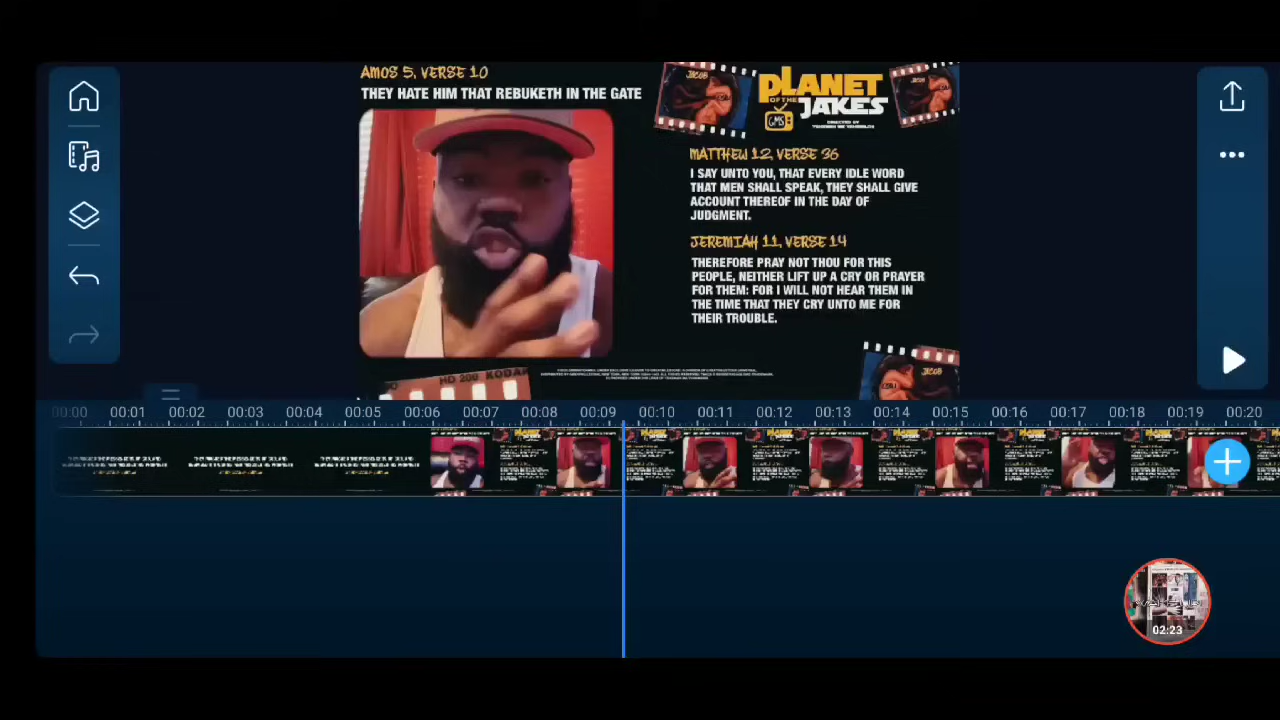 AMOS 5, VERSE 10
THEY HATE HIM THAT REBUKETH IN THE GATE
JACOB
PLANET
OF THE
JAKES
GMS
JACOB
MATTHEW 12, VERSE 36
I SAY UNTO YOU, THAT EVERY IDLE WORD
THAT MEN SHALL SPEAK, THEY SHALL GIVE
ACCOUNT THEREOF IN THE DAY OF
JUDGMENT.
JEREMIAH 11, VERSE 14
THEREFORE PRAY NOT THOU FOR THIS
PEOPLE, NEITHER LIFT UP A CRY OR PRAYER
FOR THEM: FOR I WILL NOT HEAR THEM IN
THE TIME THAT THEY CRY UNTO ME FOR
THEIR TROUBLE.
HD 200 KODAK
JACOB
00:00 00:01 00:02 00:03 00:04 00:05 00:06 00:07 00:08 00:09 00:10 00:11 00:12 00:13 00:14 00:15 00:16 00:17 00:18 00:19 00:20
02:23